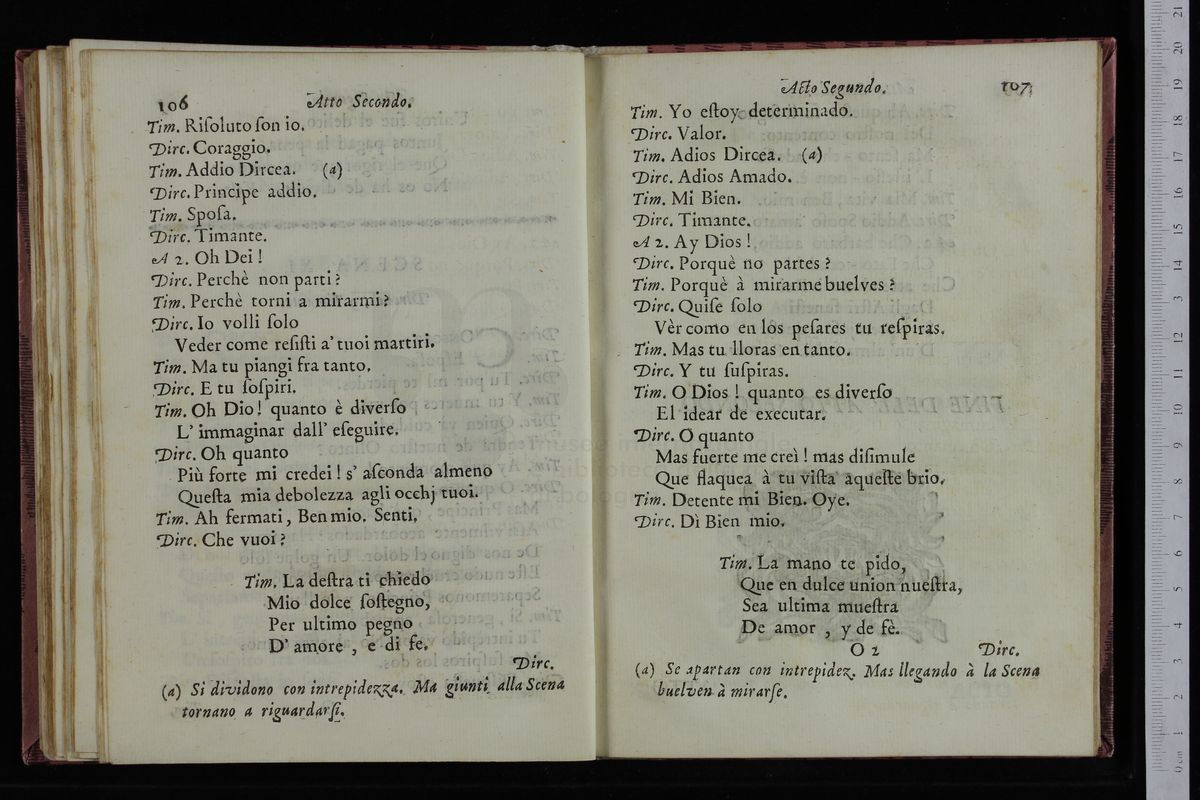 106 Atto Secondo.
Tim. Riſoluto ſon io.
Dirc. Coraggio.
Tim. Addio Dircea. (a)
Dirc. Principe addio.
Tim. Spoſa.
Dirc. Timante.
A 2. Oh Dei !
Dirc. Perchè non parti ?
Tim. Perchè torni a mirarmi ?
Dirc. Io volli ſolo
Veder come reſiſti a' tuoi martiri.
Tim. Ma tu piangi fra tanto.
Dirc. E tu ſoſpiri.
Tim. Oh Dio ! quanto è diverſo
L' immaginar dall' eſeguire.
Dirc. Oh quanto
Più forte mi credei ! s' aſconda almeno
Queſta mia debolezza agli occhj tuoi.
Tim. Ah fermati, Ben mio. Senti.
Dirc. Che vuoi ?
Tim. La deſtra ti chiedo
Mio dolce ſoſtegno,
Per ultimo pegno
D' amore , e di fe.
Dirc.
(a) Si dividono con intrepidezza. Ma giunti alla Scena
tornano a riguardarſi.
Acto Segundo. 107
Tim. Yo eſtoy determinado.
Dirc. Valor.
Tim. Adios Dircea. (a)
Dirc. Adios Amado.
Tim. Mi Bien.
Dirc. Timante.
A 2. Ay Dios !
Dirc. Porquè no partes ?
Tim. Porquè à mirarme buelves ?
Dirc. Quiſe ſolo
Vèr como en los peſares tu reſpiras.
Tim. Mas tu lloras en tanto.
Dirc. Y tu ſuſpiras.
Tim. O Dios ! quanto es diverſo
El idear de executar.
Dirc. O quanto
Mas fuerte me creì ! mas diſimule
Que flaquea à tu viſta aqueſte brio.
Tim. Detente mi Bien. Oye.
Dirc. Dì Bien mio.
Tim. La mano te pido,
Que en dulce union nueſtra,
Sea ultima mueſtra
De amor , y de fè.
O 2 Dirc.
(a) Se apartan con intrepidez. Mas llegando à la Scena
buelven à mirarſe.